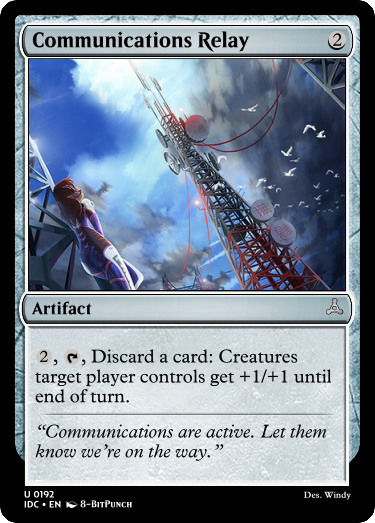 Communications Relay 2
Artifact
2, T, Discard a card: Creatures
target player controls get +1/+1 until
end of turn.
“Communications are active. Let them
know we’re on the way.”
U 0192
IDC • EN 8-BitPunch
Des. Windy